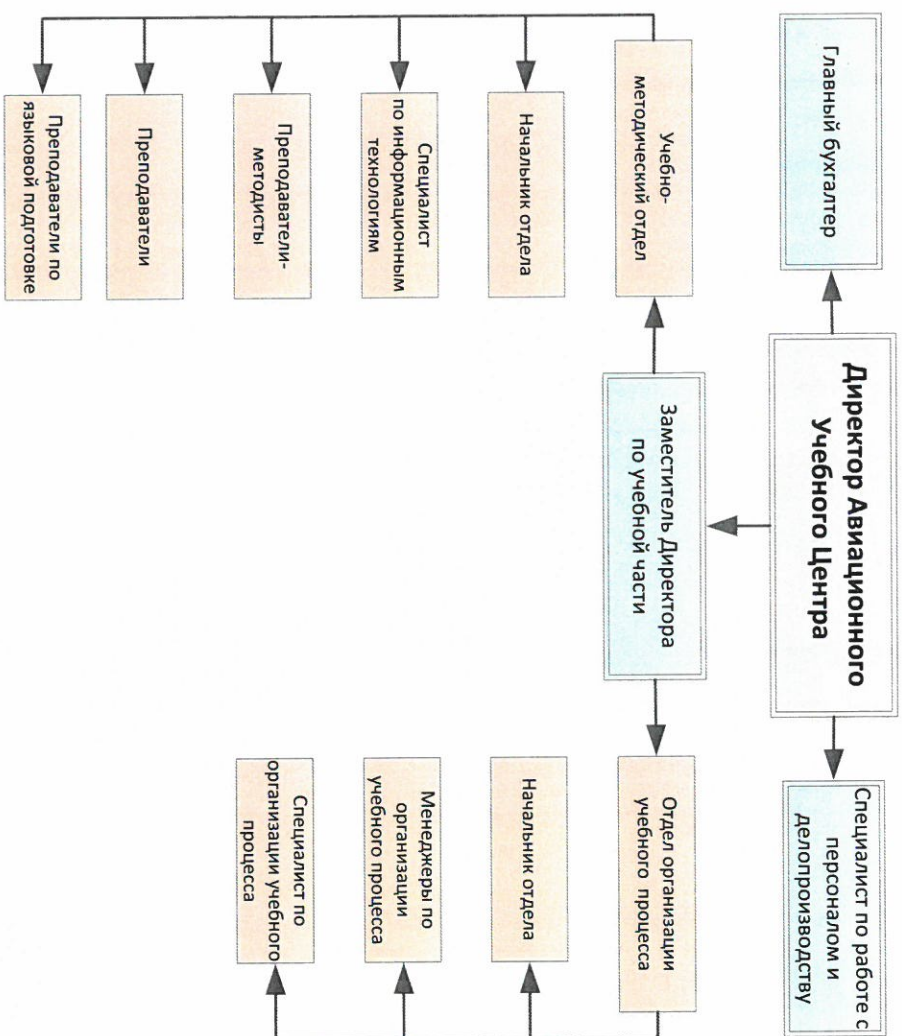 Директор Авиационного
Учебного Центра
Главный бухгалтер
Специалист по работе с
персоналом и
делопроизводству
Заместитель Директора
по учебной части
Учебно-
методический отдел
Отдел организации
учебного процесса
Начальник отдела
Начальник отдела
Специалист
по информационным
технологиям
Менеджеры по
организации
учебного процесса
Преподаватели-
методисты
Специалист по
организации учебного
процесса
Преподаватели
Преподаватели по
языковой подготовке